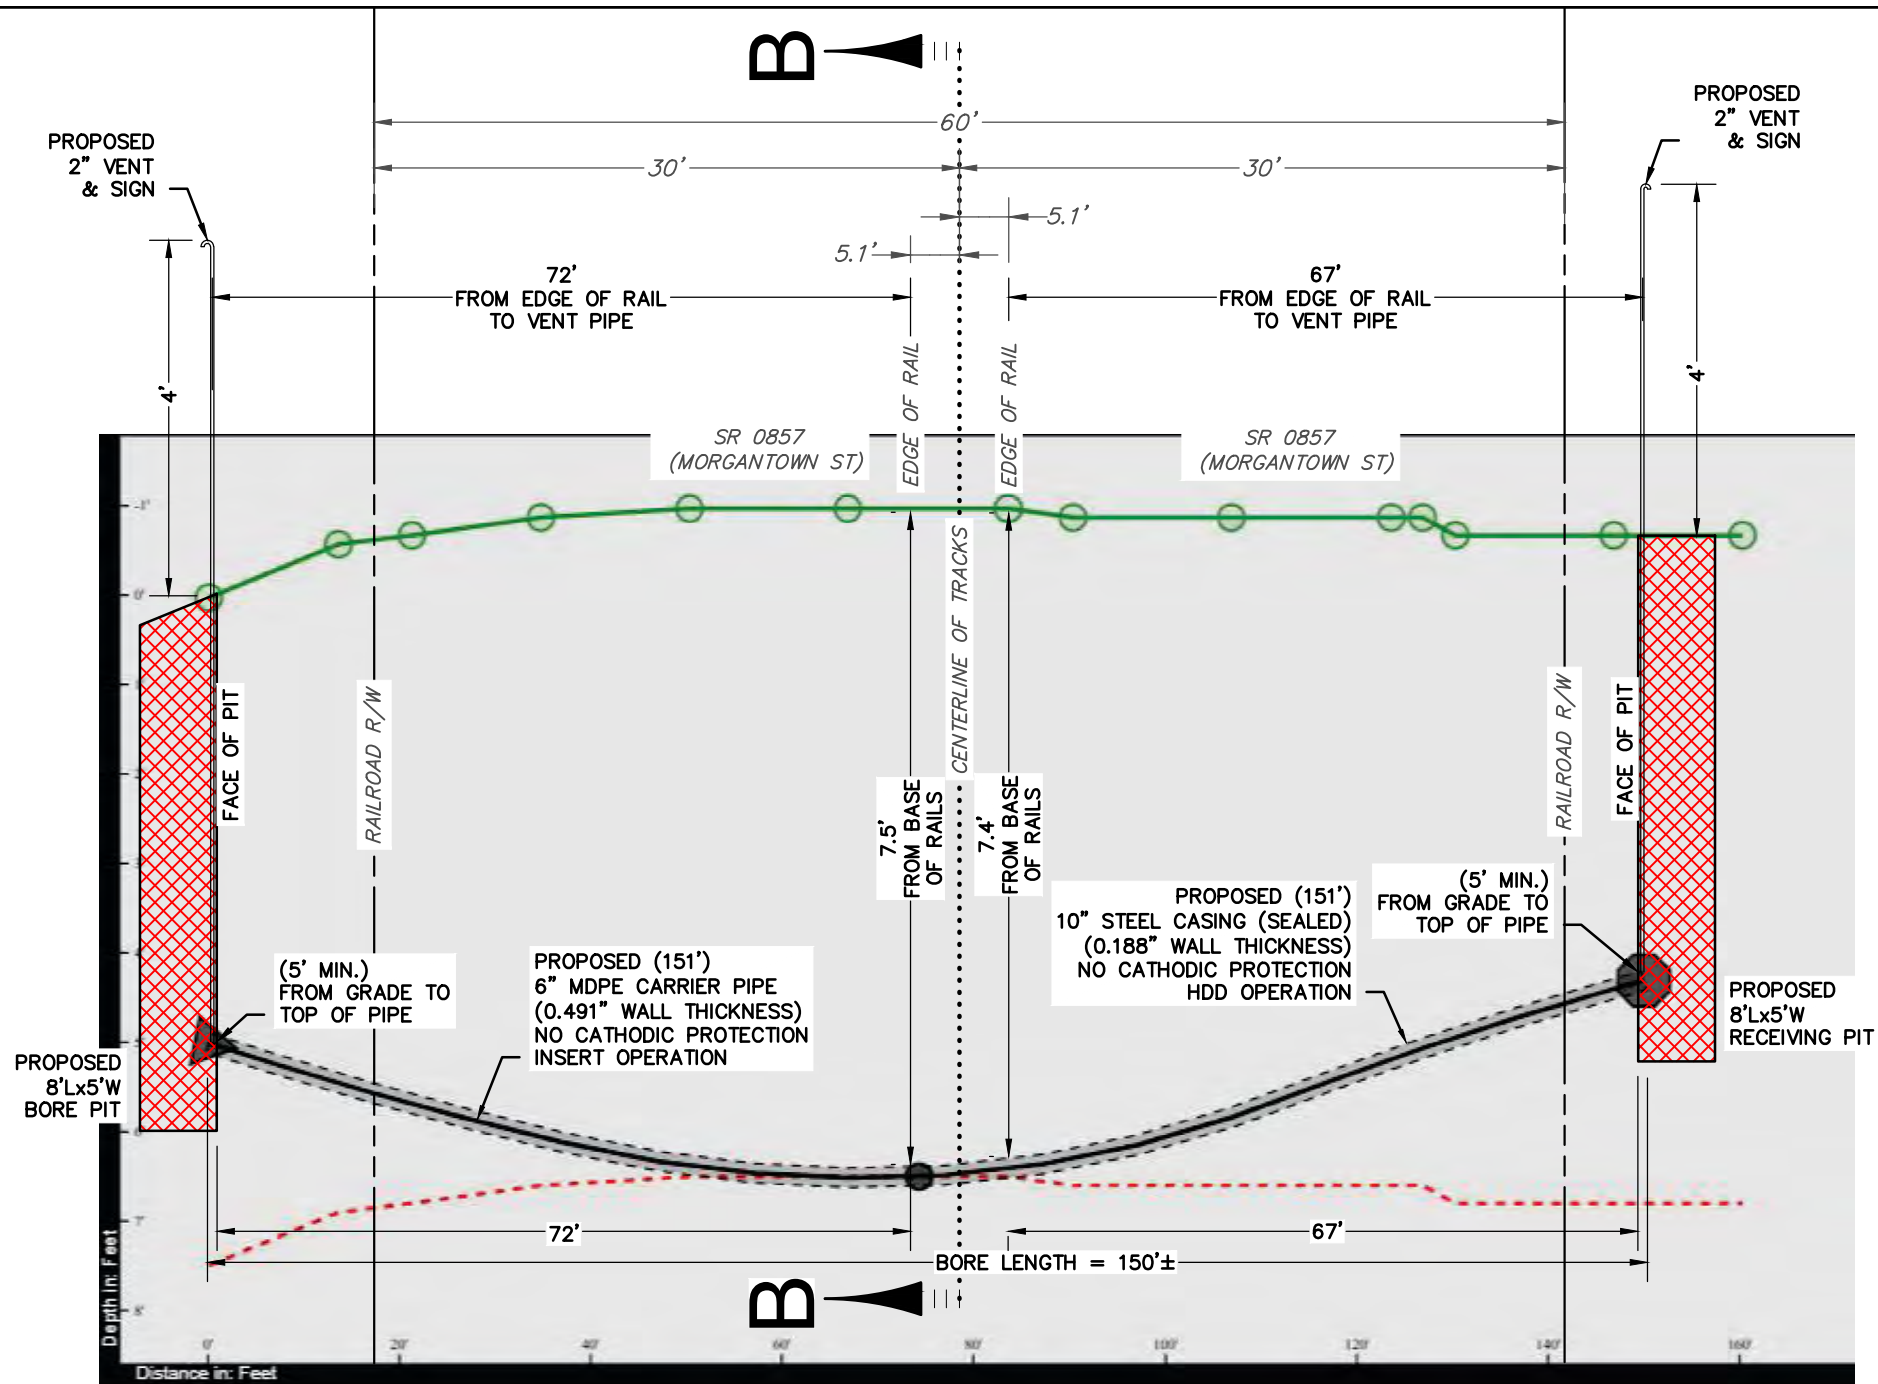 B
60'
30'
30'
5.1'
5.1'
PROPOSED
2" VENT
& SIGN
PROPOSED
2" VENT
& SIGN
72'
FROM EDGE OF RAIL
TO VENT PIPE
67'
FROM EDGE OF RAIL
TO VENT PIPE
4'
4'
EDGE OF RAIL
EDGE OF RAIL
SR 0857
(MORGANTOWN ST)
SR 0857
(MORGANTOWN ST)
-1'
0'
FACE OF PIT
RAILROAD R/W
CENTERLINE OF TRACKS
RAILROAD R/W
FACE OF PIT
7.5'
FROM BASE
OF RAILS
7.4'
FROM BASE
OF RAILS
(5' MIN.)
FROM GRADE TO
TOP OF PIPE
PROPOSED (151')
6" MDPE CARRIER PIPE
(0.491" WALL THICKNESS)
NO CATHODIC PROTECTION
INSERT OPERATION
PROPOSED (151')
10" STEEL CASING (SEALED)
(0.188" WALL THICKNESS)
NO CATHODIC PROTECTION
HDD OPERATION
(5' MIN.)
FROM GRADE TO
TOP OF PIPE
PROPOSED
8'Lx5'W
BORE PIT
PROPOSED
8'Lx5'W
RECEIVING PIT
7'
8'
72'
67'
BORE LENGTH = 150'±
B
Depth in: Feet
0' 20' 40' 60' 80' 100' 120' 140' 160'
Distance in: Feet